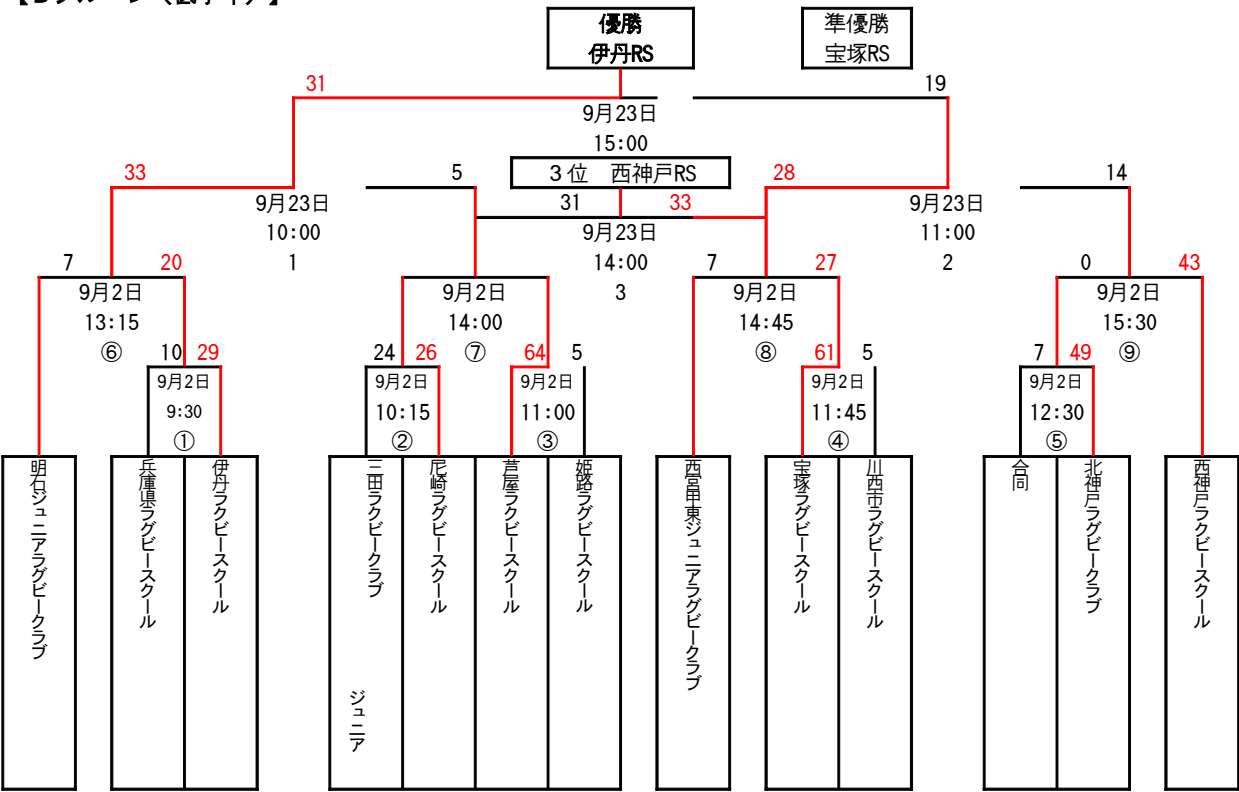 優勝
伊丹RS
準優勝
宝塚RS
31
19
9月23日
15:00
3位　西神戸RS
33
5
28
14
9月23日
10:00
1
31
33
9月23日
14:00
3
9月23日
11:00
2
7
20
9月2日
13:15
⑥
9月2日
14:00
⑦
7
27
9月2日
14:45
⑧
0
43
9月2日
15:30
⑨
10
29
9月2日
9:30
①
24
26
9月2日
10:15
②
64
5
9月2日
11:00
③
61
5
9月2日
11:45
④
7
49
9月2日
12:30
⑤
明石ジュニアラグビークラブ
兵庫県ラグビースクール
伊丹ラグビースクール
三田ラグビークラブ
ジュニア
尼崎ラグビースクール
芦屋ラグビースクール
姫路ラグビースクール
西宮甲東ジュニアラグビークラブ
宝塚ラグビースクール
川西市ラグビースクール
合同
北神戸ラグビークラブ
西神戸ラグビースクール